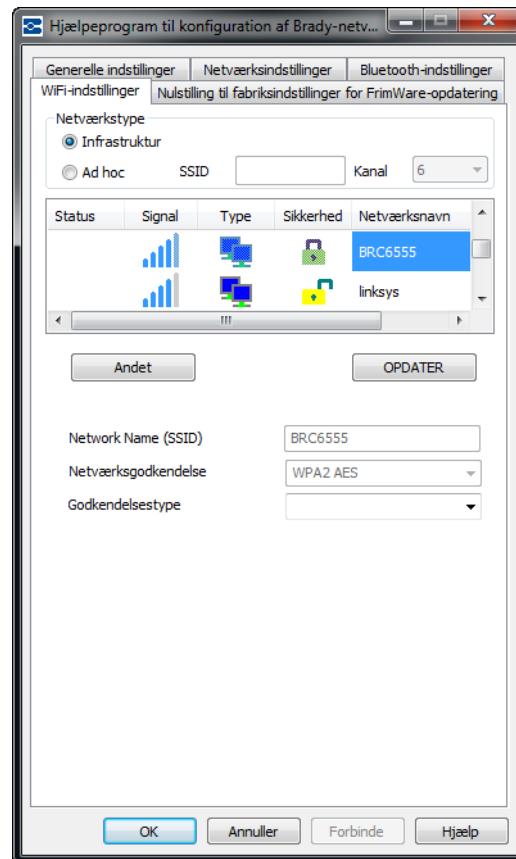 Hjælpeprogram til konfiguration af Brady-netv...
Generelle indstillinger Netværksindstillinger Bluetooth-indstillinger
WiFi-indstillinger Nulstilling til fabriksindstillinger for FrimWare-opdatering
Netværkstype
Infrastruktur
Ad hoc SSID Kanal 6
Status Signal Type Sikkerhed Netværksnavn
BRC6555
linksys
Andet OPDATER
Network Name (SSID) BRC6555
Netværksgodkendelse WPA2 AES
Godkendelsestype
OK Annuller Forbinde Hjælp